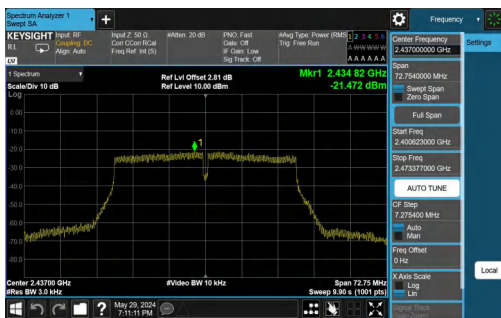 Spectrum Analyzer 1
Swept SA
+
Frequency
KEYSIGHT
RL
Input: RF
Coupling: DC
Align: Auto
Input Z: 50 Ω
Corr CCorr RCal
Freq Ref: Int (S)
#Atten: 20 dB
PNO: Fast
Gate: Off
IF Gain: Low
Sig Track: Off
#Avg Type: Power (RMS)
Trig: Free Run
1 2 3 4 5 6
A W W W W W
A A A A A A
LXI
1 Spectrum
Scale/Div 10 dB
Log
Ref Lvl Offset 2.81 dB
Ref Level 10.00 dBm
Mkr1 2.434 82 GHz
-21.472 dBm
0.00
-10.0
-20.0
-30.0
-40.0
-50.0
-60.0
-70.0
-80.0
1
Center 2.43700 GHz
#Res BW 3.0 kHz
#Video BW 10 kHz
Span 72.75 MHz
Sweep 9.90 s (1001 pts)
May 29, 2024
7:11:11 PM
?
Center Frequency
2.437000000 GHz
Span
72.7540000 MHz
Swept Span
Zero Span
Full Span
Start Freq
2.400623000 GHz
Stop Freq
2.473377000 GHz
AUTO TUNE
CF Step
7.275400 MHz
Auto
Man
Freq Offset
0 Hz
X Axis Scale
Log
Lin
Signal Track
Settings
Local